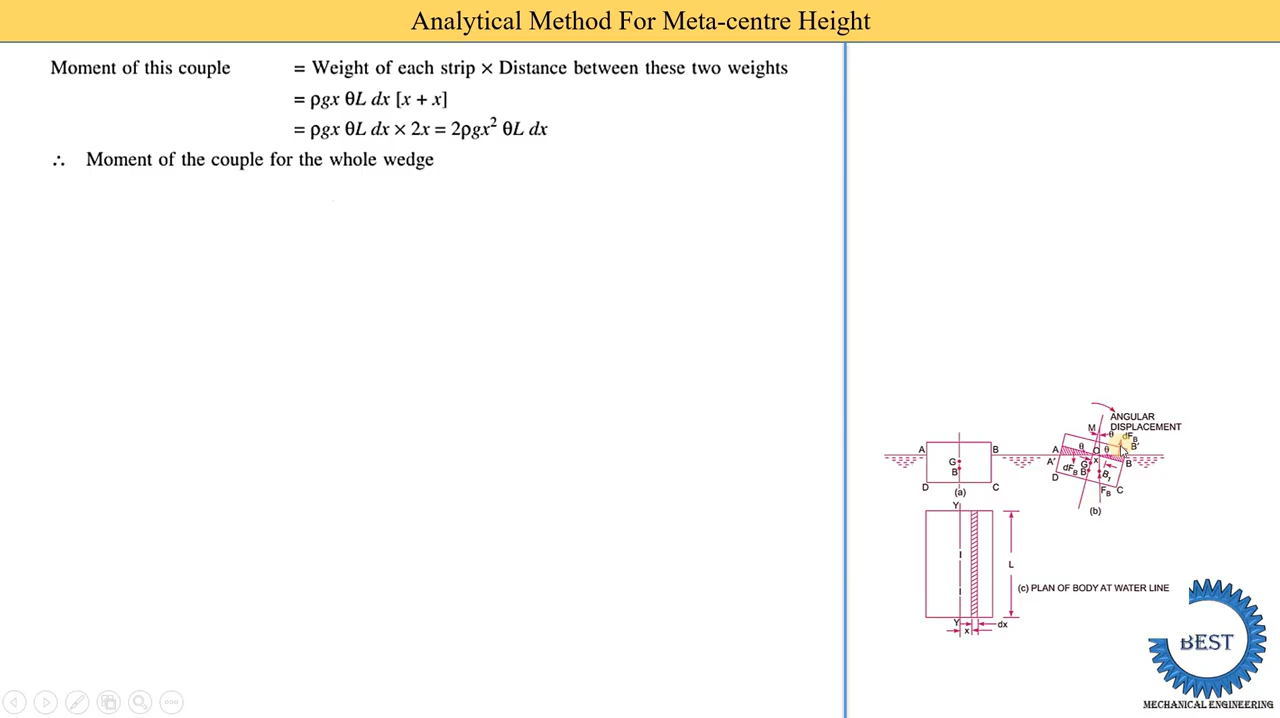 Analytical Method For Meta-centre Height
Moment of this couple = Weight of each strip × Distance between these two weights
= ρgx θL dx [x + x]
= ρgx θL dx × 2x = 2ρgx² θL dx
∴ Moment of the couple for the whole wedge
ANGULAR
DISPLACEMENT
M θ dF_B
A B A θ O θ B'
G A' x B
B dF_B G B B₁
D C D F_B C
(a) (b)
Y
L
(c) PLAN OF BODY AT WATER LINE
Y x dx
BEST
MECHANICAL ENGINEERING